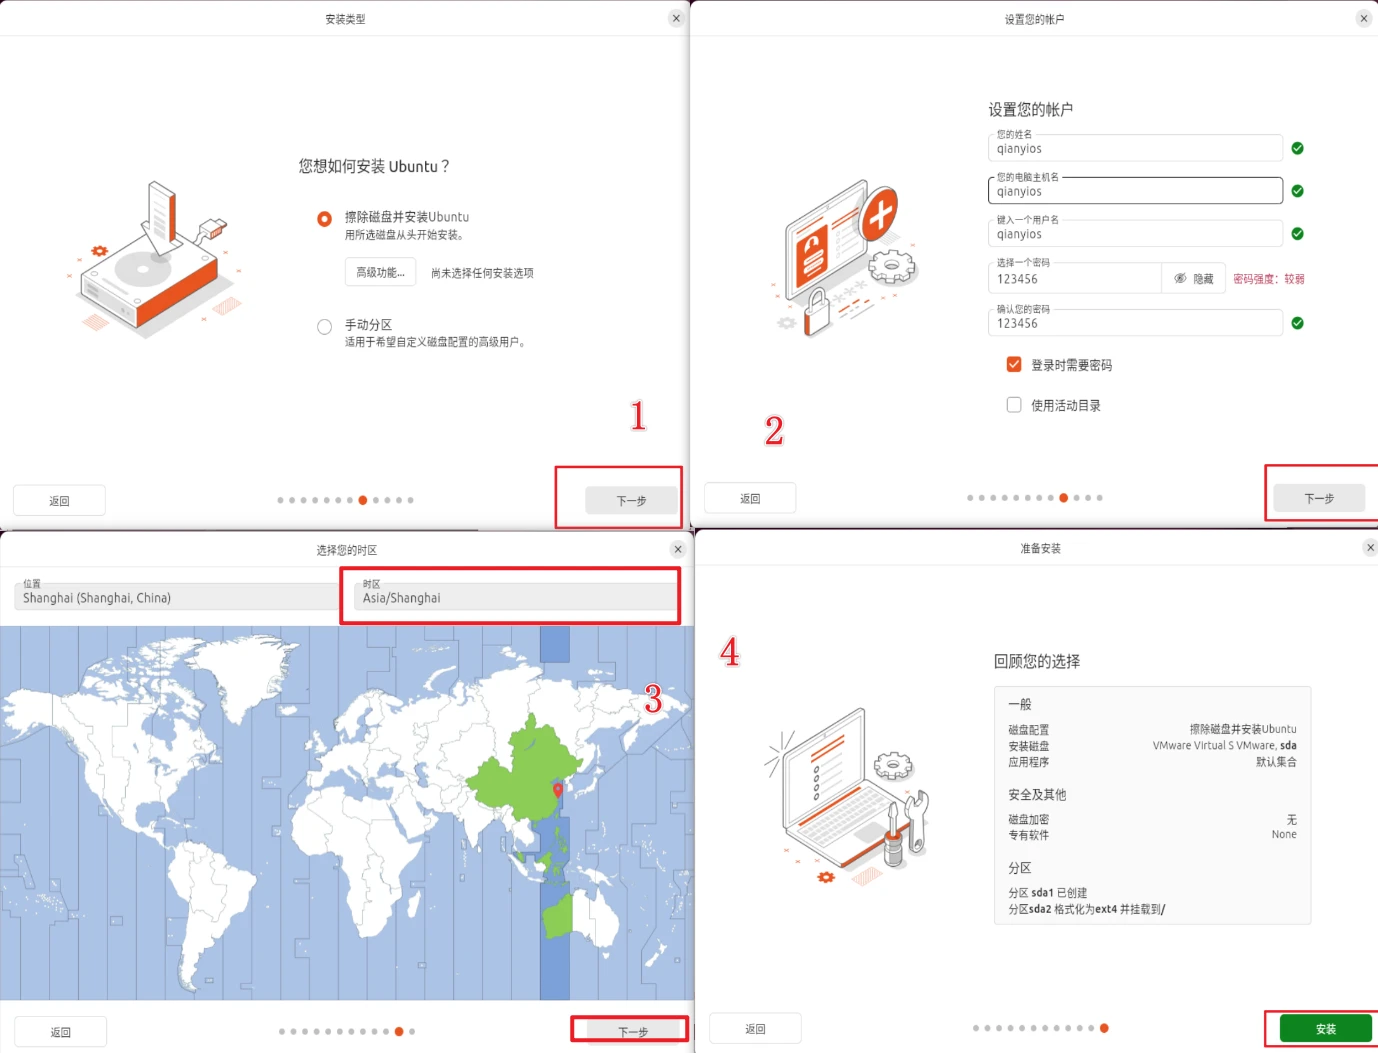 安装类型
您想如何安装 Ubuntu？
擦除磁盘并安装Ubuntu
用所选磁盘从头开始安装。
高级功能... 尚未选择任何安装选项
手动分区
适用于希望自定义磁盘配置的高级用户。
1
返回
下一步
设置您的帐户
设置您的帐户
您的姓名
qianyios
您的电脑主机名
qianyios
键入一个用户名
qianyios
选择一个密码
123456 隐藏 密码强度：较弱
确认您的密码
123456
登录时需要密码
使用活动目录
2
返回
下一步
选择您的时区
位置
Shanghai (Shanghai, China)
时区
Asia/Shanghai
3
返回
下一步
准备安装
4
回顾您的选择
一般
磁盘配置 擦除磁盘并安装Ubuntu
安装磁盘 VMware Virtual S VMware, sda
应用程序 默认集合
安全及其他
磁盘加密 无
专有软件 None
分区
分区 sda1 已创建
分区sda2 格式化为ext4 并挂载到/
返回
安装